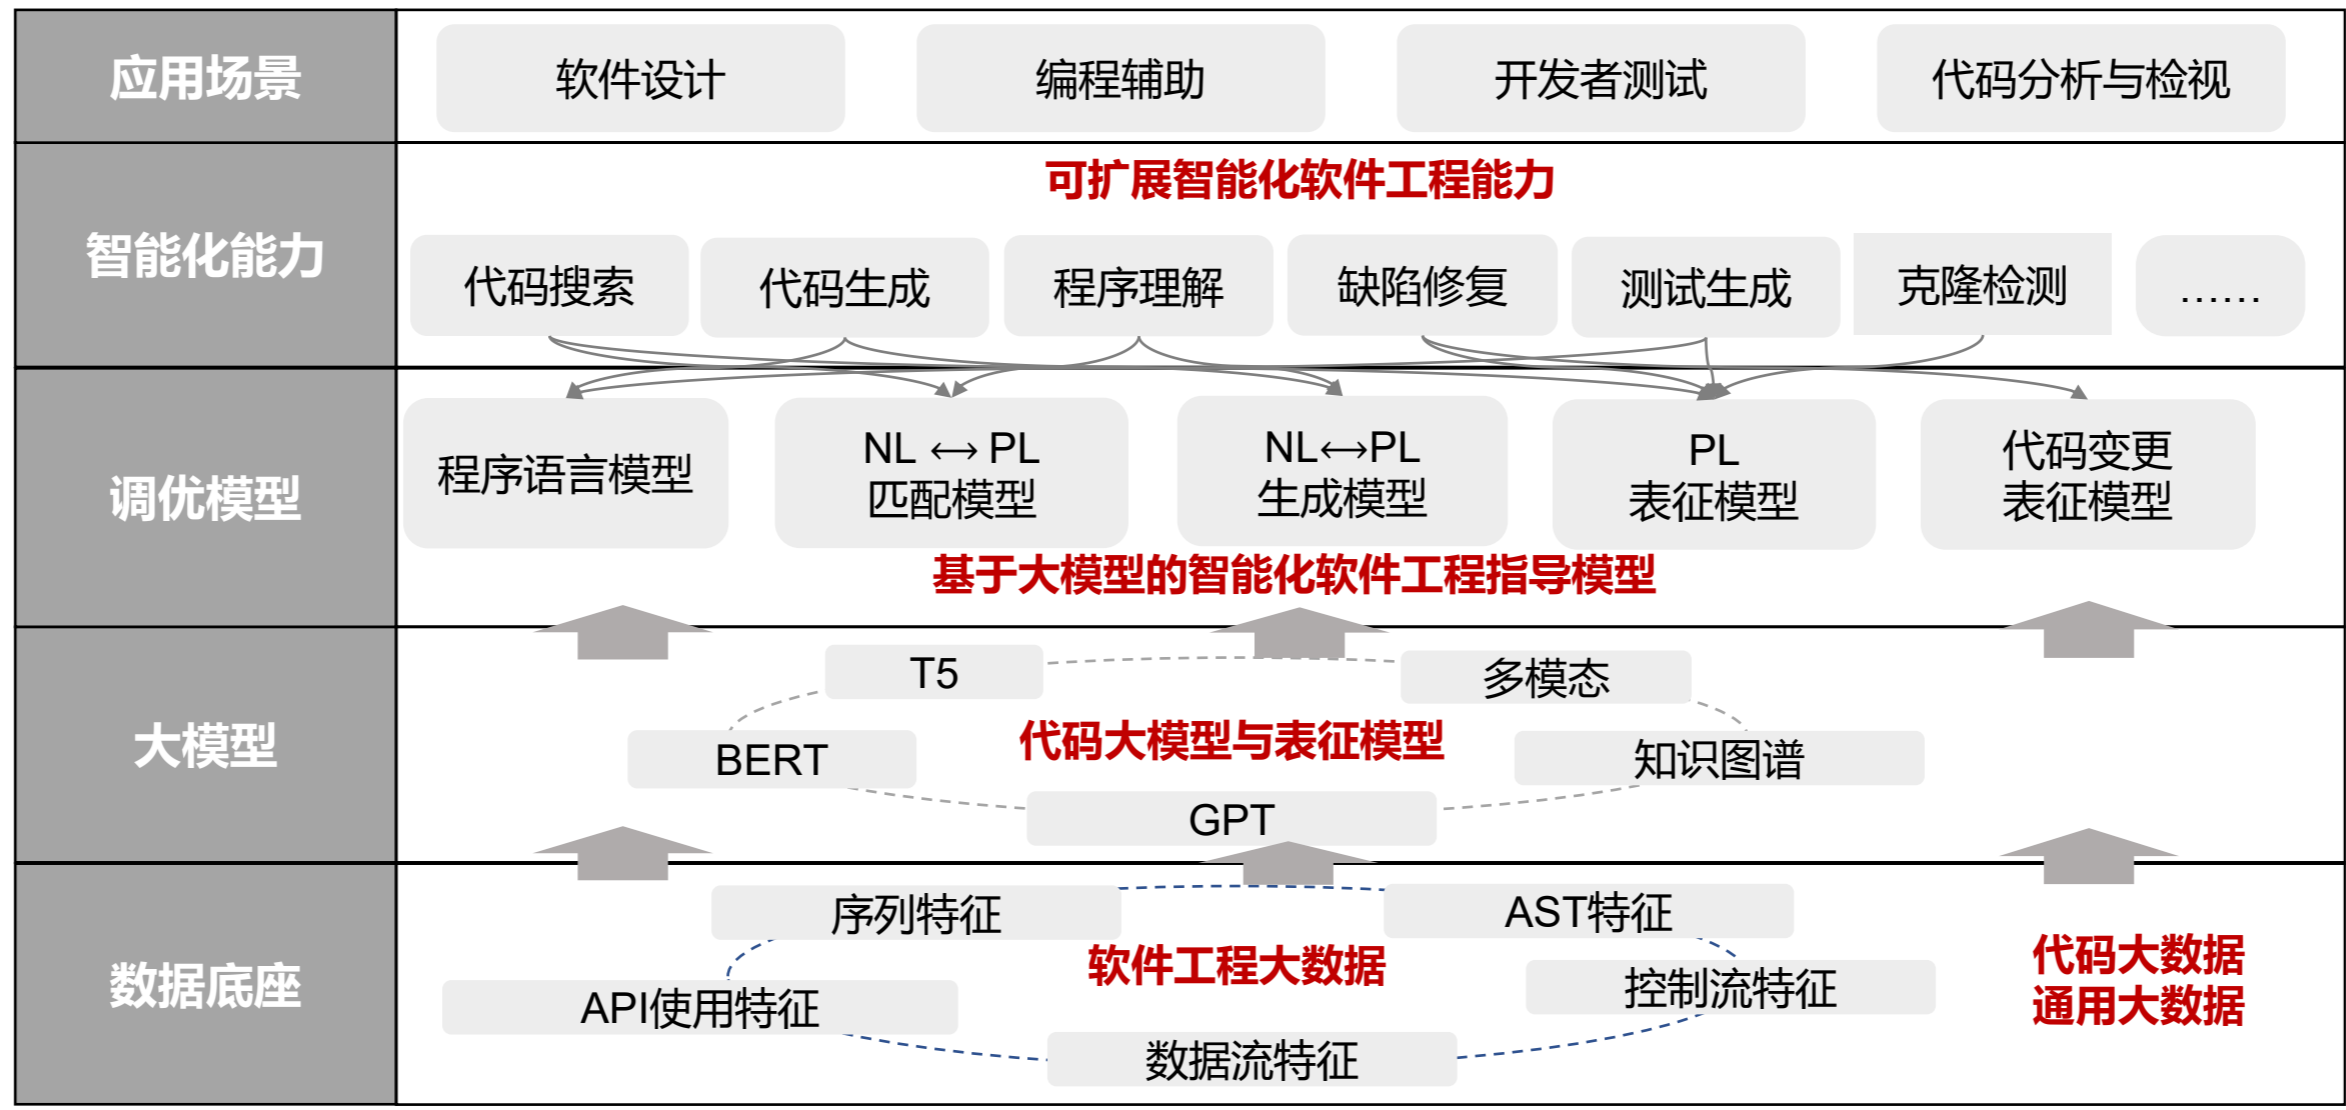 应用场景
软件设计
编程辅助
开发者测试
代码分析与检视
智能化能力
可扩展智能化软件工程能力
代码搜索
代码生成
程序理解
缺陷修复
测试生成
克隆检测
……
调优模型
程序语言模型
NL ↔ PL
匹配模型
NL↔PL
生成模型
PL
表征模型
代码变更
表征模型
基于大模型的智能化软件工程指导模型
大模型
T5
多模态
代码大模型与表征模型
BERT
知识图谱
GPT
数据底座
序列特征
AST特征
软件工程大数据
API使用特征
控制流特征
数据流特征
代码大数据
通用大数据